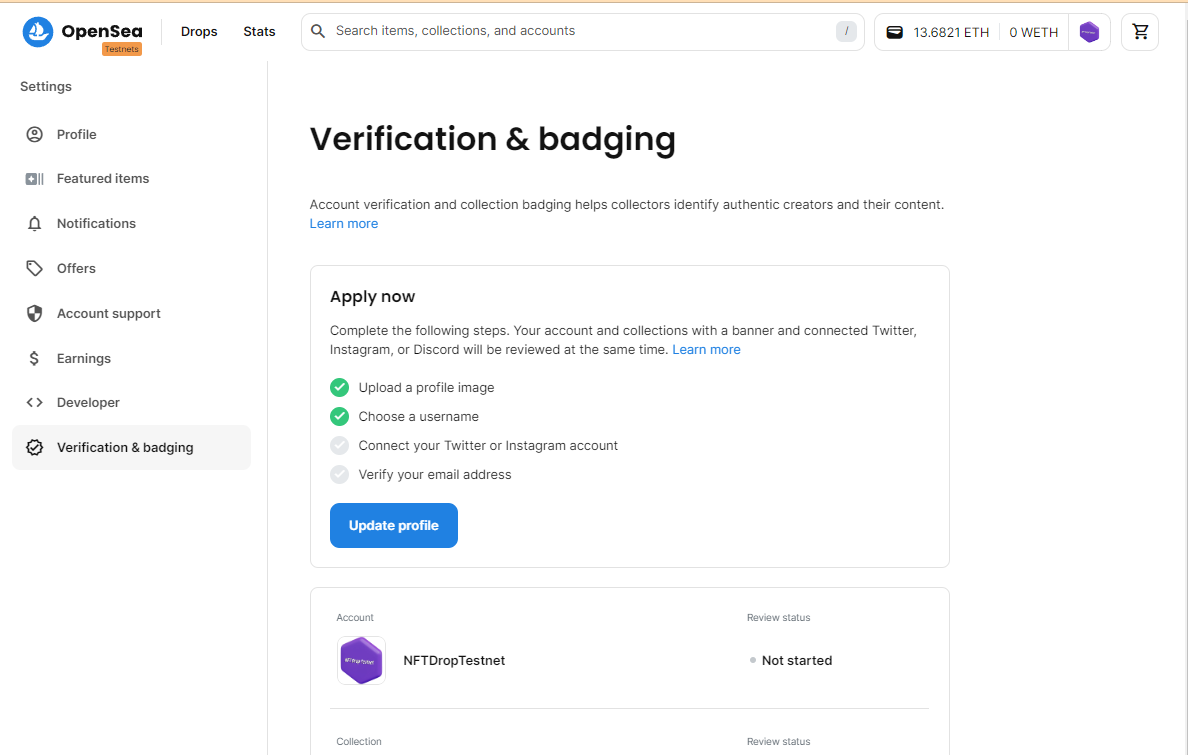 OpenSea
Testnets
Drops
Stats
Search items, collections, and accounts
/
13.6821 ETH
0 WETH
Settings
Profile
Featured items
Notifications
Offers
Account support
Earnings
Developer
Verification & badging
Verification & badging
Account verification and collection badging helps collectors identify authentic creators and their content.
Learn more
Apply now
Complete the following steps. Your account and collections with a banner and connected Twitter,
Instagram, or Discord will be reviewed at the same time. Learn more
Upload a profile image
Choose a username
Connect your Twitter or Instagram account
Verify your email address
Update profile
Account
Review status
NFTDropTestnet
Not started
Collection
Review status